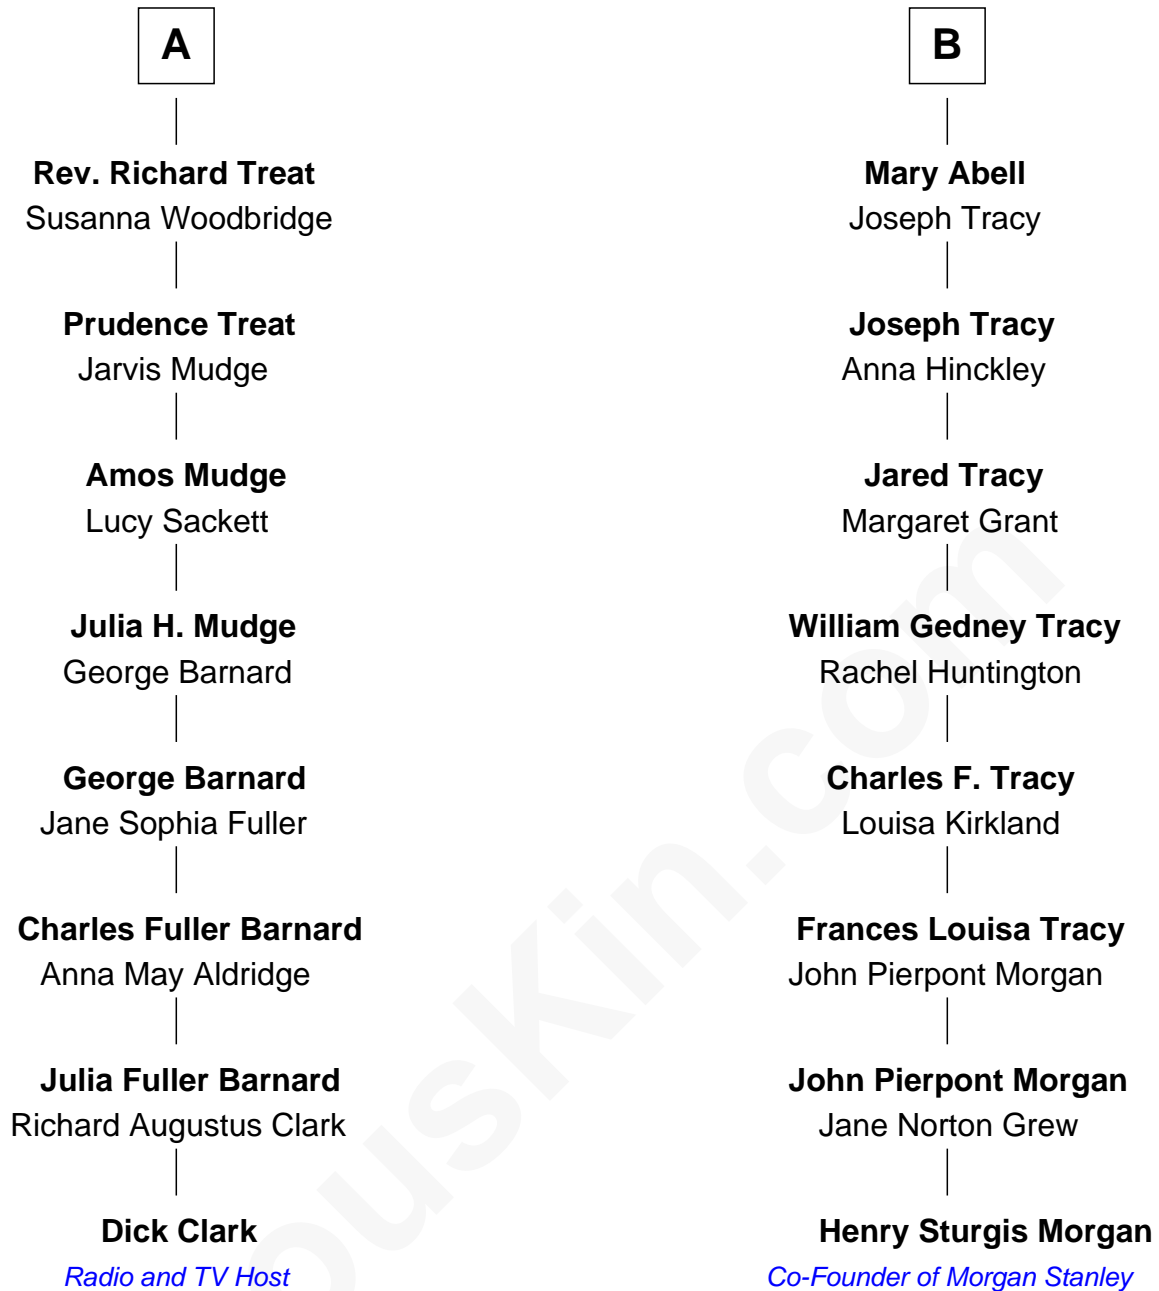 A
Rev. Richard Treat
Susanna Woodbridge
Prudence Treat
Jarvis Mudge
Amos Mudge
Lucy Sackett
Julia H. Mudge
George Barnard
George Barnard
Jane Sophia Fuller
Charles Fuller Barnard
Anna May Aldridge
Julia Fuller Barnard
Richard Augustus Clark
Dick Clark
Radio and TV Host
B
Mary Abell
Joseph Tracy
Joseph Tracy
Anna Hinckley
Jared Tracy
Margaret Grant
William Gedney Tracy
Rachel Huntington
Charles F. Tracy
Louisa Kirkland
Frances Louisa Tracy
John Pierpont Morgan
John Pierpont Morgan
Jane Norton Grew
Henry Sturgis Morgan
Co-Founder of Morgan Stanley
ousKin.com